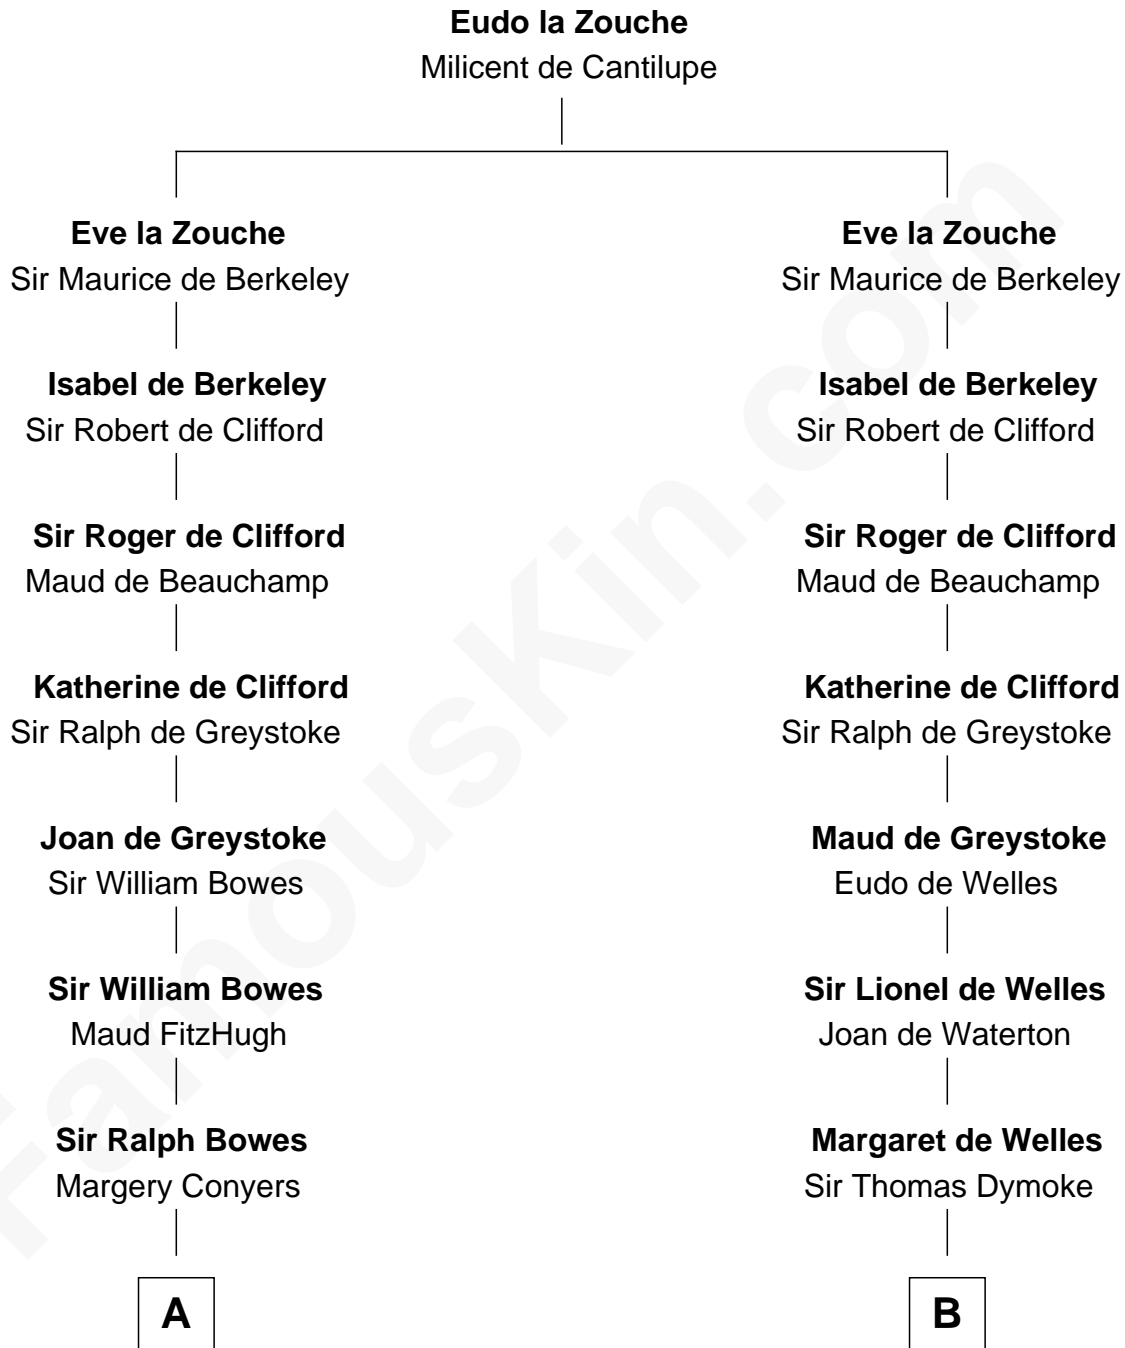 Eudo la Zouche
Milicent de Cantilupe
Eve la Zouche
Sir Maurice de Berkeley
Isabel de Berkeley
Sir Robert de Clifford
Sir Roger de Clifford
Maud de Beauchamp
Katherine de Clifford
Sir Ralph de Greystoke
Joan de Greystoke
Sir William Bowes
Sir William Bowes
Maud FitzHugh
Sir Ralph Bowes
Margery Conyers
A
Eve la Zouche
Sir Maurice de Berkeley
Isabel de Berkeley
Sir Robert de Clifford
Sir Roger de Clifford
Maud de Beauchamp
Katherine de Clifford
Sir Ralph de Greystoke
Maud de Greystoke
Eudo de Welles
Sir Lionel de Welles
Joan de Waterton
Margaret de Welles
Sir Thomas Dymoke
B
FamousKin.com